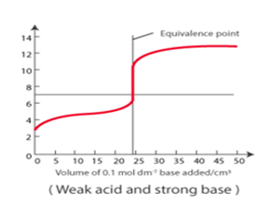 Equivalence point
14
12
10
8
6
4
2
0
0 5 10 15 20 25 30 35 40 45 50
Volume of 0.1 mol dm⁻³ base added/cm³
( Weak acid and strong base )